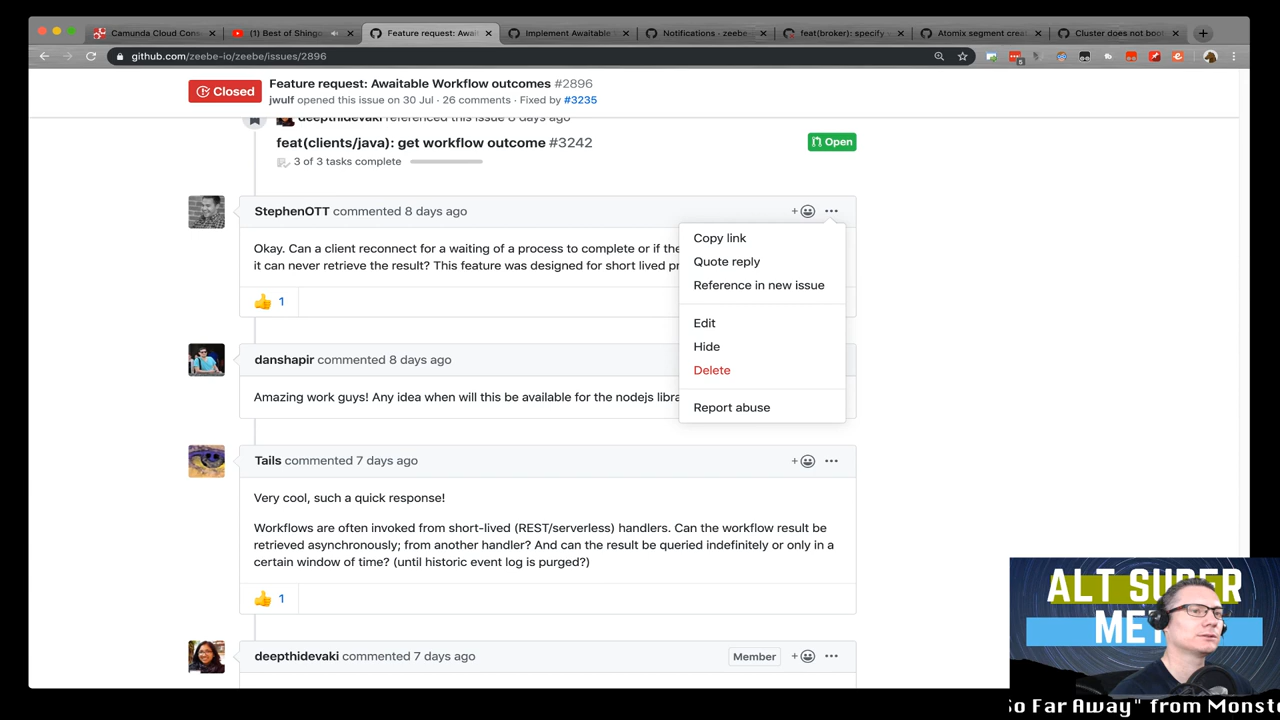 Camunda Cloud Con
(1) Best of Shing
Feature request: Awai
Implement Awaitable
Notifications · zeebe
feat(broker): specify
Atomix segment crea
Cluster does not boo
github.com/zeebe-io/zeebe/issues/2896
Closed
Feature request: Awaitable Workflow outcomes #2896
jwulf opened this issue on 30 Jul · 26 comments · Fixed by #3235
deepthidevaki referenced this issue 8 days ago
feat(clients/java): get workflow outcome #3242
Open
3 of 3 tasks complete
StephenOTT commented 8 days ago
Okay. Can a client reconnect for a waiting of a process to complete or if the
it can never retrieve the result? This feature was designed for short lived pr
👍 1
Copy link
Quote reply
Reference in new issue
Edit
Hide
Delete
Report abuse
danshapir commented 8 days ago
Amazing work guys! Any idea when will this be available for the nodejs libra
Tails commented 7 days ago
Very cool, such a quick response!
Workflows are often invoked from short-lived (REST/serverless) handlers. Can the workflow result be
retrieved asynchronously; from another handler? And can the result be queried indefinitely or only in a
certain window of time? (until historic event log is purged?)
👍 1
deepthidevaki commented 7 days ago
Member
ALT SUPER
MET
So Far Away" from Monst